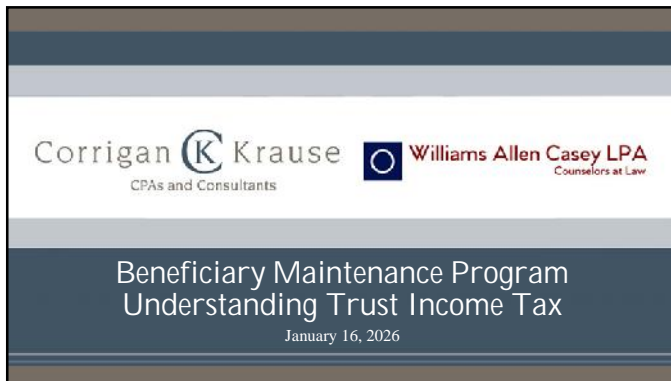 Corrigan CK Krause
CPAs and Consultants
Williams Allen Casey LPA
Counselors at Law
Beneficiary Maintenance Program
Understanding Trust Income Tax
January 16, 2026